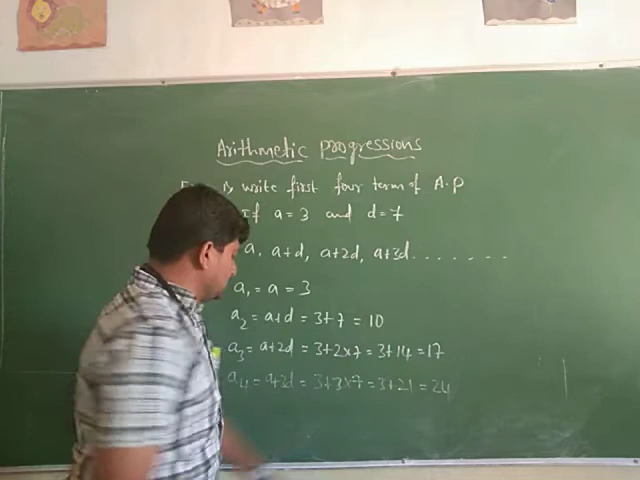 Arithmetic progressions
1) write first four term of A.P
If a = 3 and d = 7
a, a+d, a+2d, a+3d.......
a₁ = a = 3
a₂ = a+d = 3+7 = 10
a₃ = a+2d = 3+2×7 = 3+14 = 17
a₄ = a+3d = 3+3×7 = 3+21 = 24